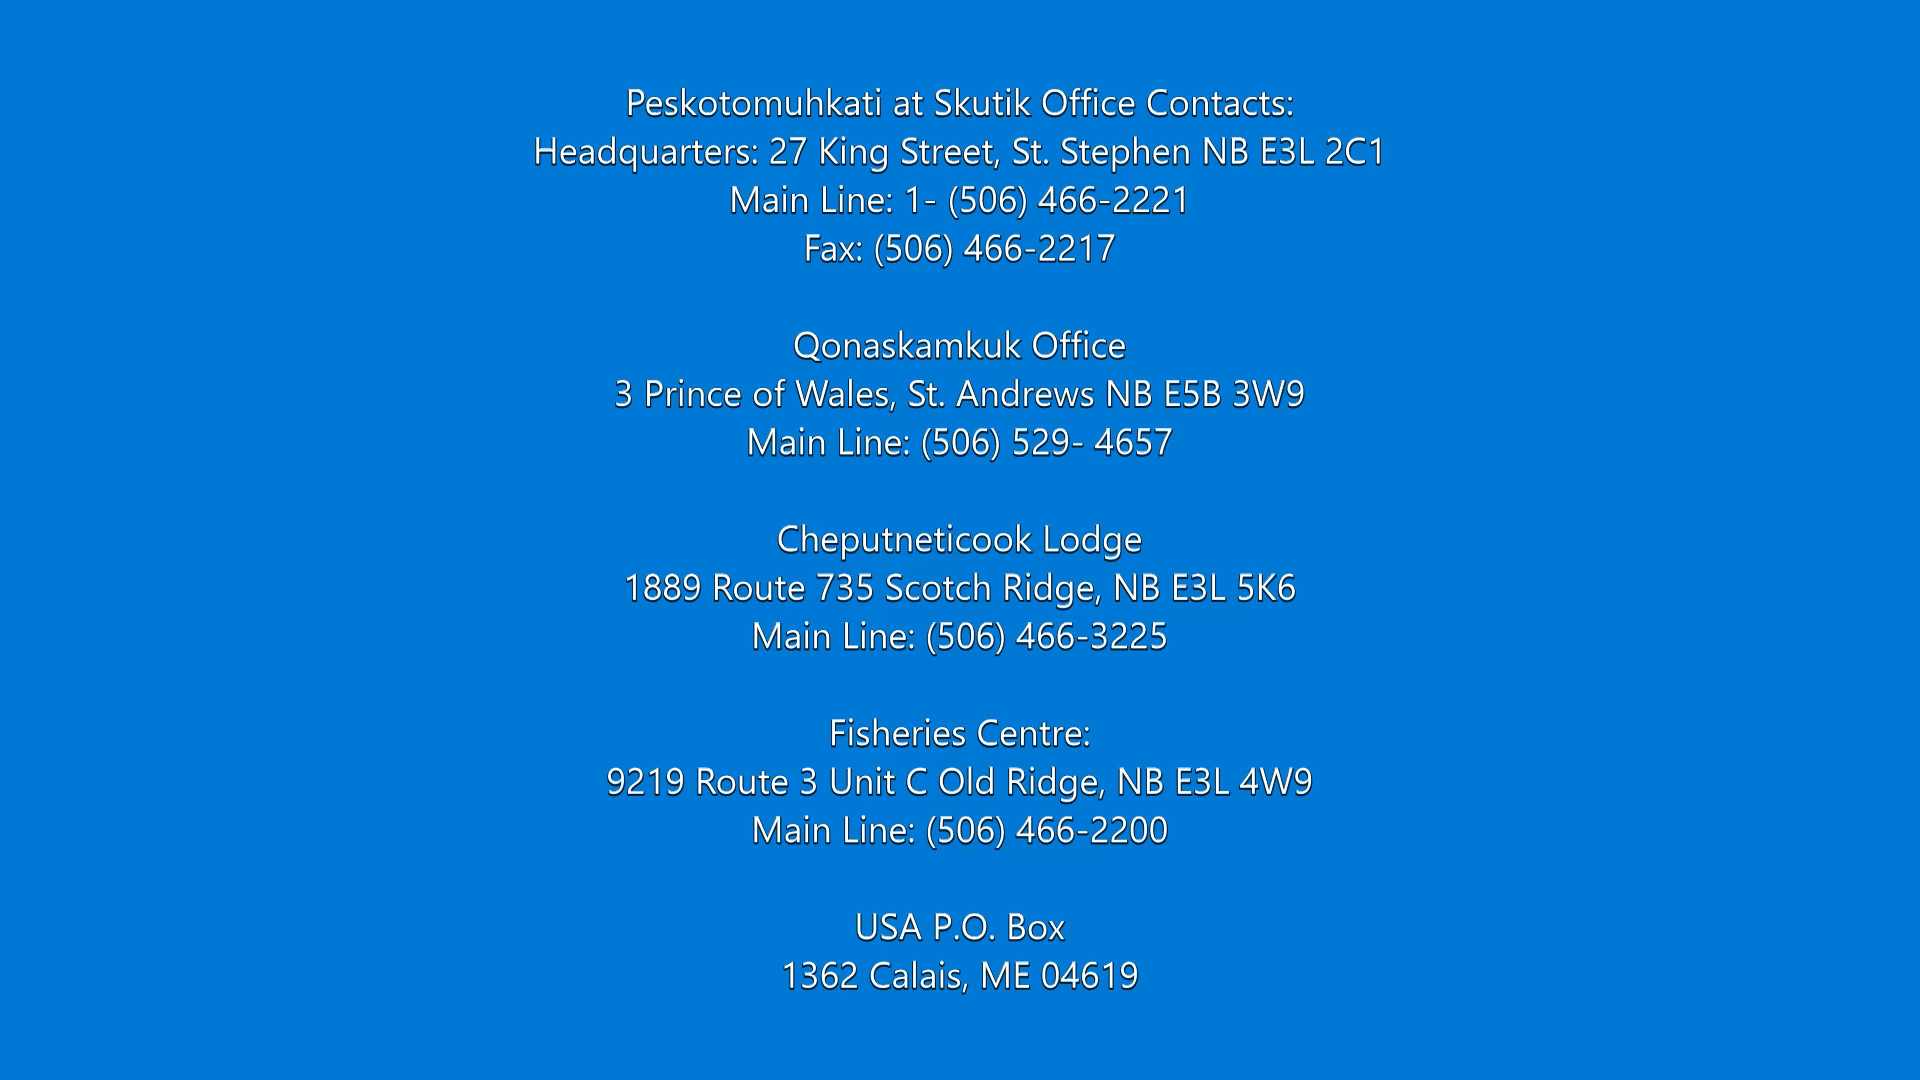 Peskotomuhkati at Skutik Office Contacts:
Headquarters: 27 King Street, St. Stephen NB E3L 2C1
Main Line: 1- (506) 466-2221
Fax: (506) 466-2217
Qonaskamkuk Office
3 Prince of Wales, St. Andrews NB E5B 3W9
Main Line: (506) 529- 4657
Cheputneticook Lodge
1889 Route 735 Scotch Ridge, NB E3L 5K6
Main Line: (506) 466-3225
Fisheries Centre:
9219 Route 3 Unit C Old Ridge, NB E3L 4W9
Main Line: (506) 466-2200
USA P.O. Box
1362 Calais, ME 04619